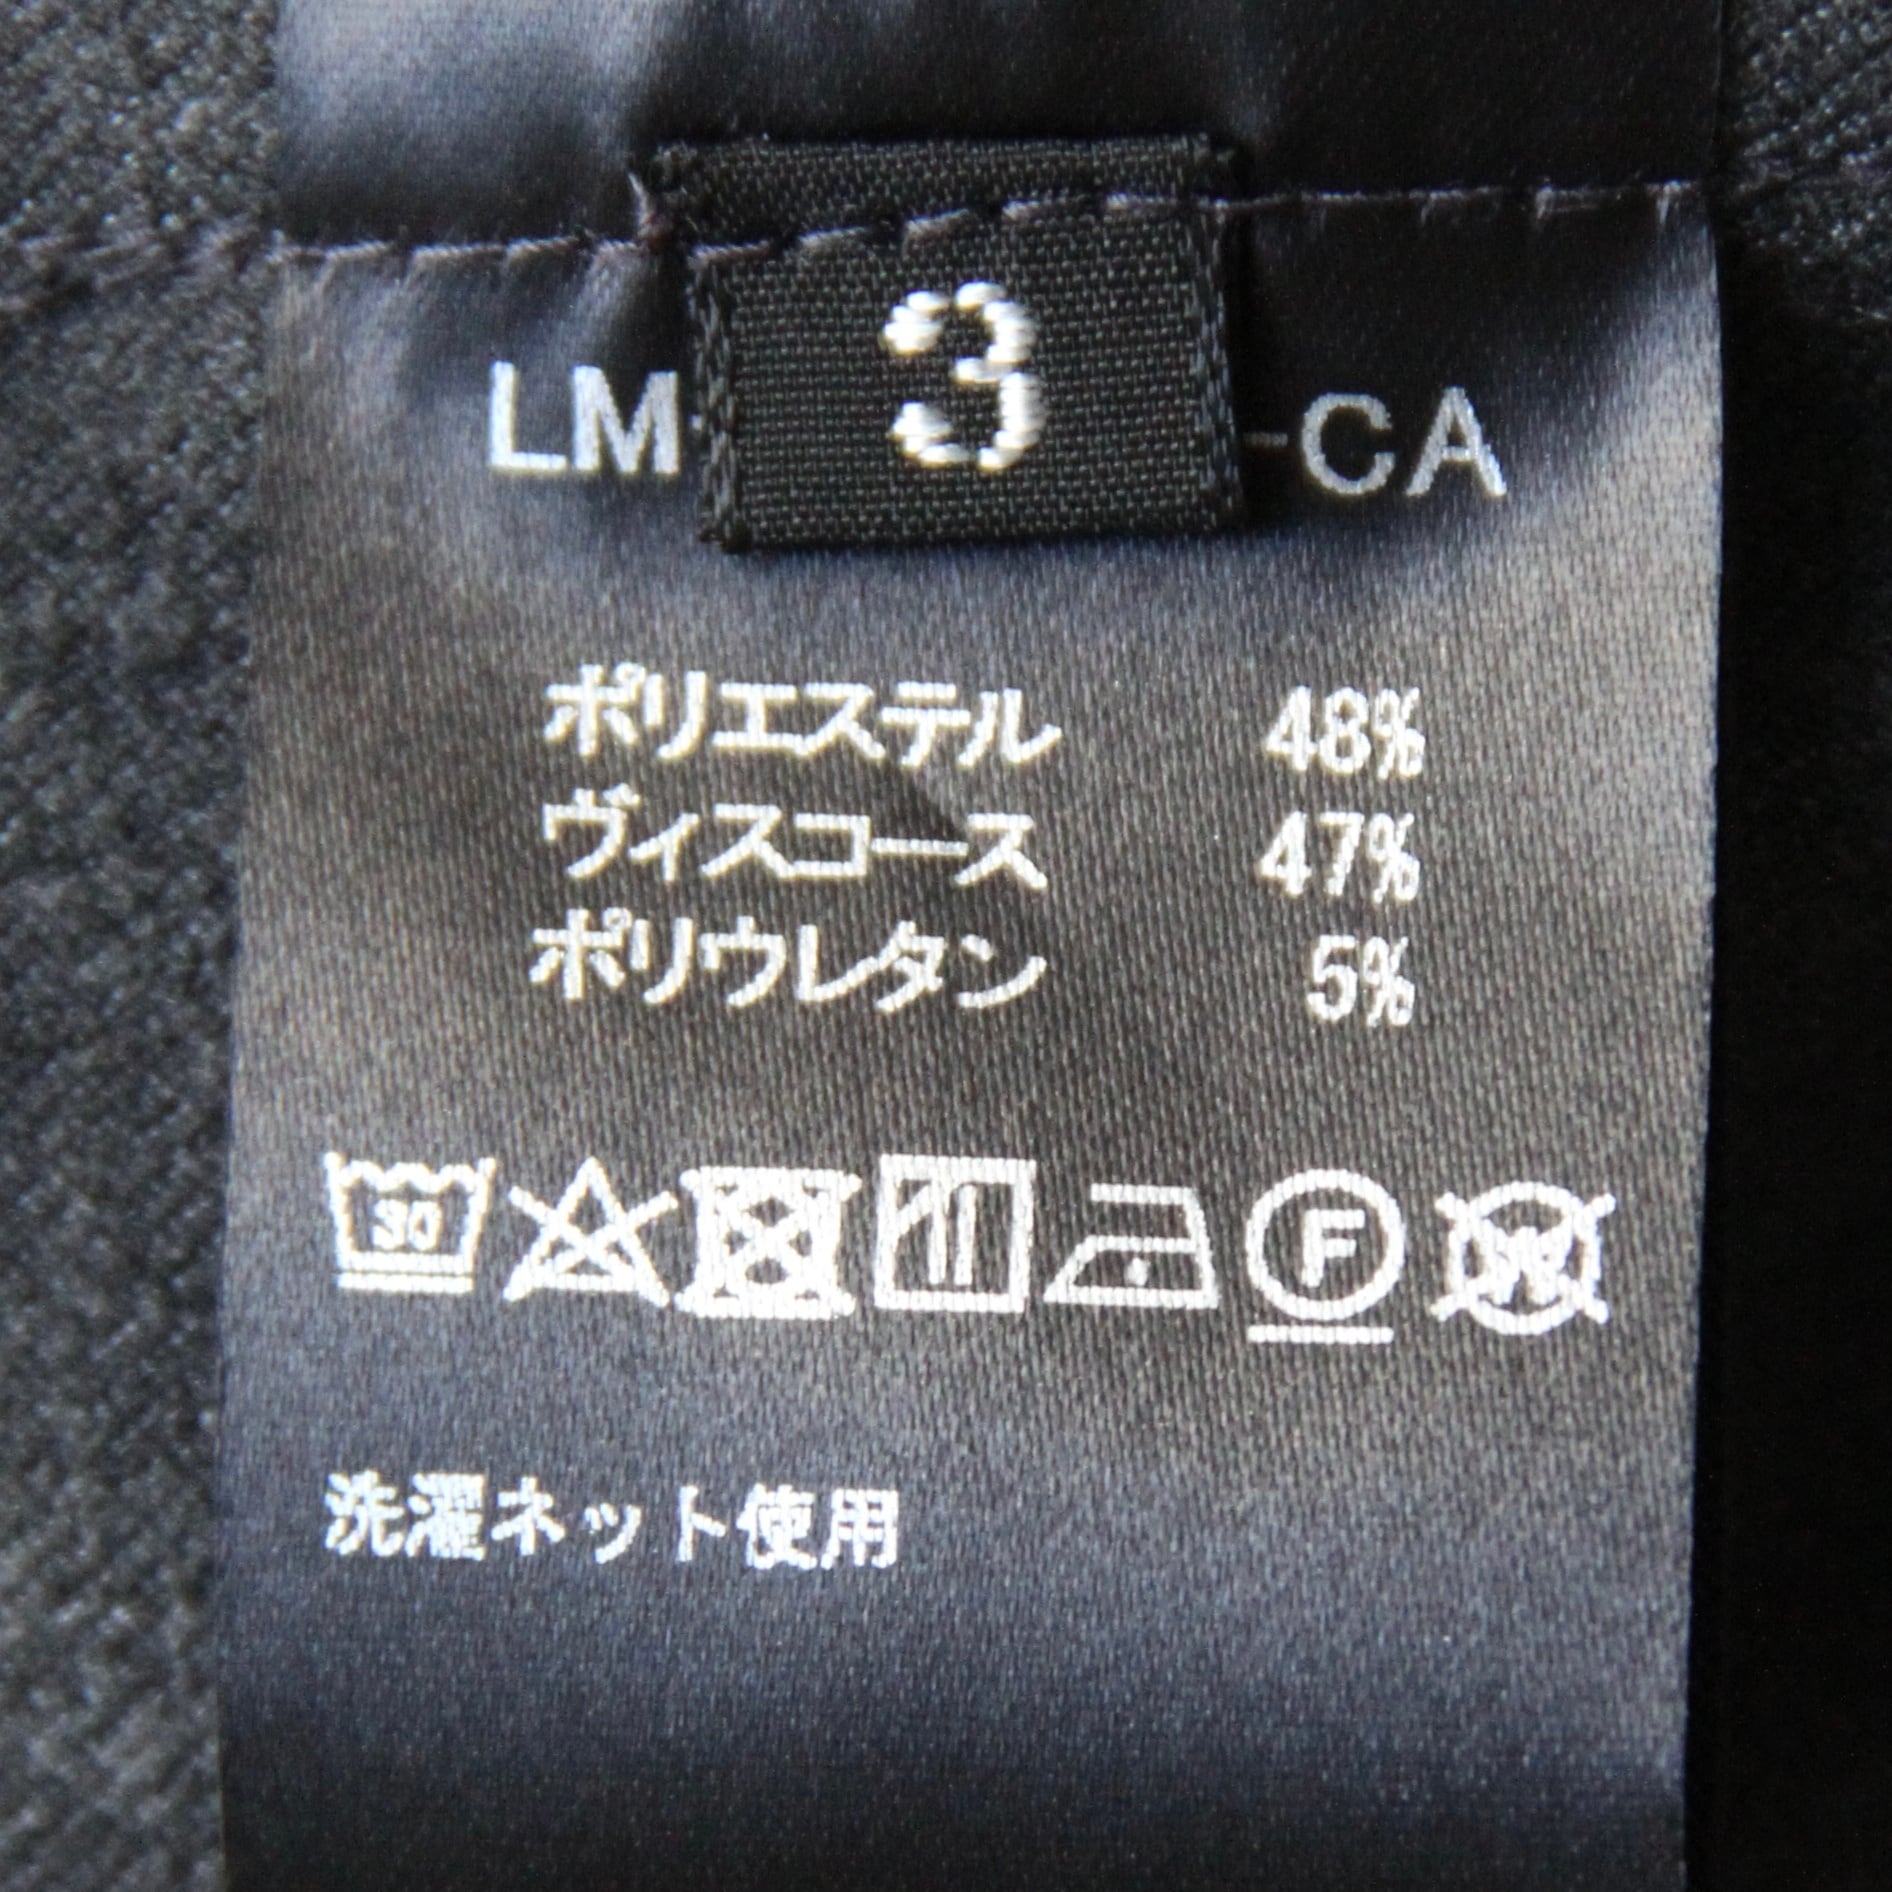 3
LM- -CA
ポリエステル 48%
ヴィスコース 47%
ポリウレタン 5%
30 F W
洗濯ネット使用